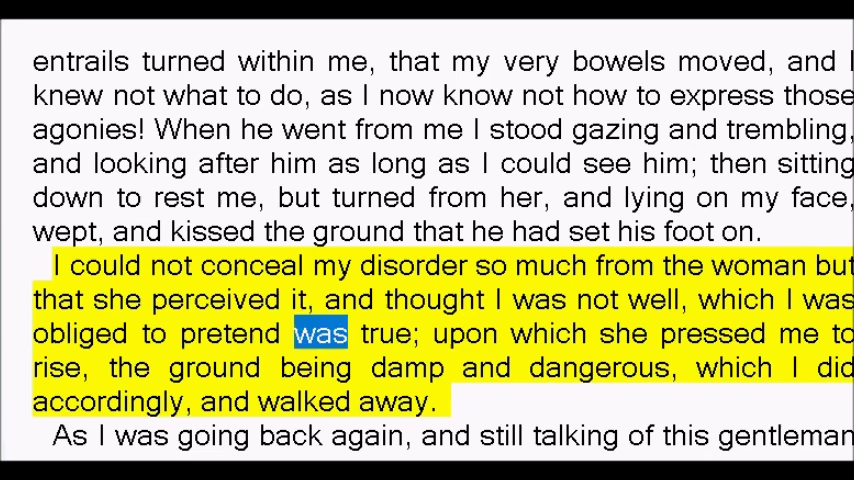 entrails turned within me, that my very bowels moved, and I
knew not what to do, as I now know not how to express those
agonies! When he went from me I stood gazing and trembling,
and looking after him as long as I could see him; then sitting
down to rest me, but turned from her, and lying on my face,
wept, and kissed the ground that he had set his foot on.
I could not conceal my disorder so much from the woman but
that she perceived it, and thought I was not well, which I was
obliged to pretend was true; upon which she pressed me to
rise, the ground being damp and dangerous, which I did
accordingly, and walked away.
As I was going back again, and still talking of this gentleman